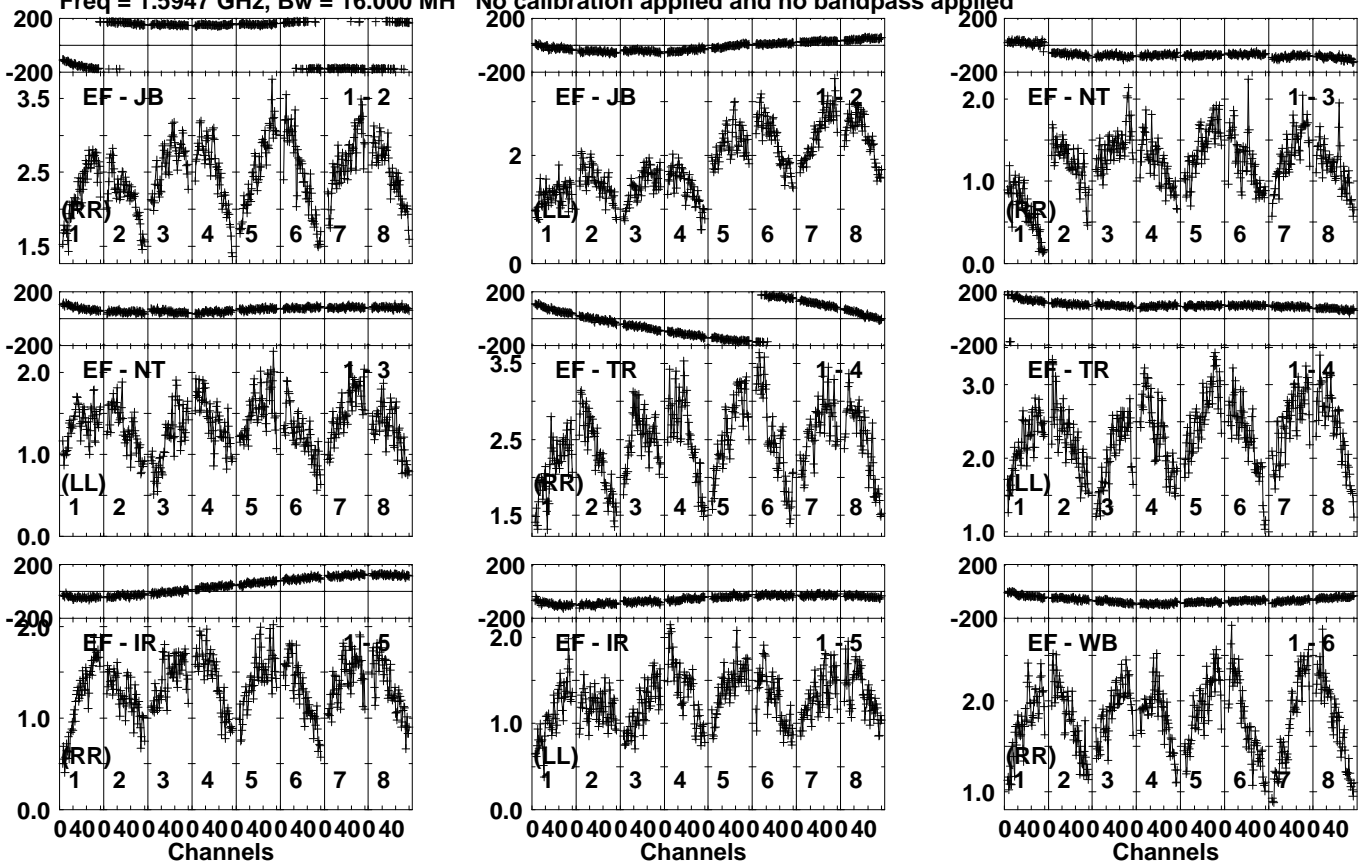 Freq = 1.5947 GHz, Bw = 16.000 MH No calibration applied and no bandpass applied
200 200 200
-200 -200 -200
EF - JB 1 - 2 EF - JB 1 - 2 EF - NT 1 - 3
3.5 2.0
2.5 2 1.0
(RR) (LL) (RR)
1 2 3 4 5 6 7 8 1 2 3 4 5 6 7 8 1 2 3 4 5 6 7 8
1.5 0 0.0
200 200 200
-200 -200 -200
EF - NT 1 - 3 EF - TR 1 - 4 EF - TR 1 - 4
2.0 3.5 3.0
1.0 2.5 2.0
(LL) (RR) (LL)
1 2 3 4 5 6 7 8 1 2 3 4 5 6 7 8 1 2 3 4 5 6 7 8
0.0 1.5 1.0
200 200 200
-200 -200 -200
EF - IR 1 - 5 EF - IR 1 - 5 EF - WB 1 - 6
2.0 2.0 2.0
1.0 1.0
(RR) (LL) (RR)
1 2 3 4 5 6 7 8 1 2 3 4 5 6 7 8 1 2 3 4 5 6 7 8
0.0 0.0 1.0
0 40 0 40 0 40 0 40 0 40 0 40 0 40 0 40 0 40 0 40 0 40 0 40 0 40 0 40 0 40 0 40 0 40 0 40 0 40 0 40 0 40 0 40 0 40 0 40
Channels Channels Channels